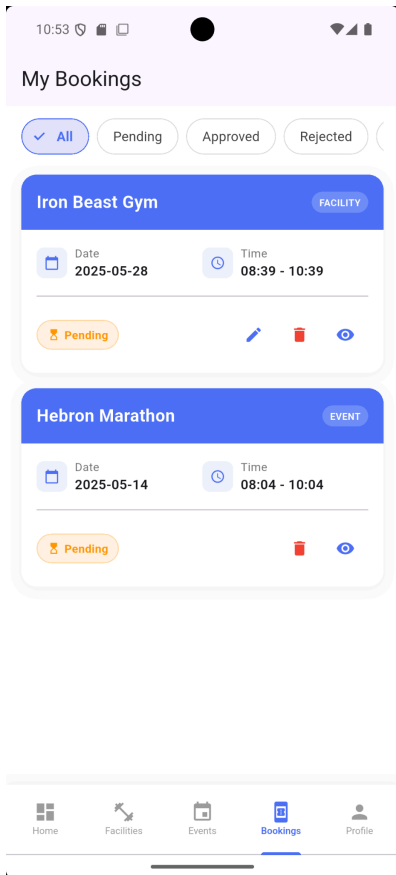 10:53
My Bookings
All
Pending
Approved
Rejected
Iron Beast Gym
FACILITY
Date
2025-05-28
Time
08:39 - 10:39
Pending
Hebron Marathon
EVENT
Date
2025-05-14
Time
08:04 - 10:04
Pending
Home
Facilities
Events
Bookings
Profile